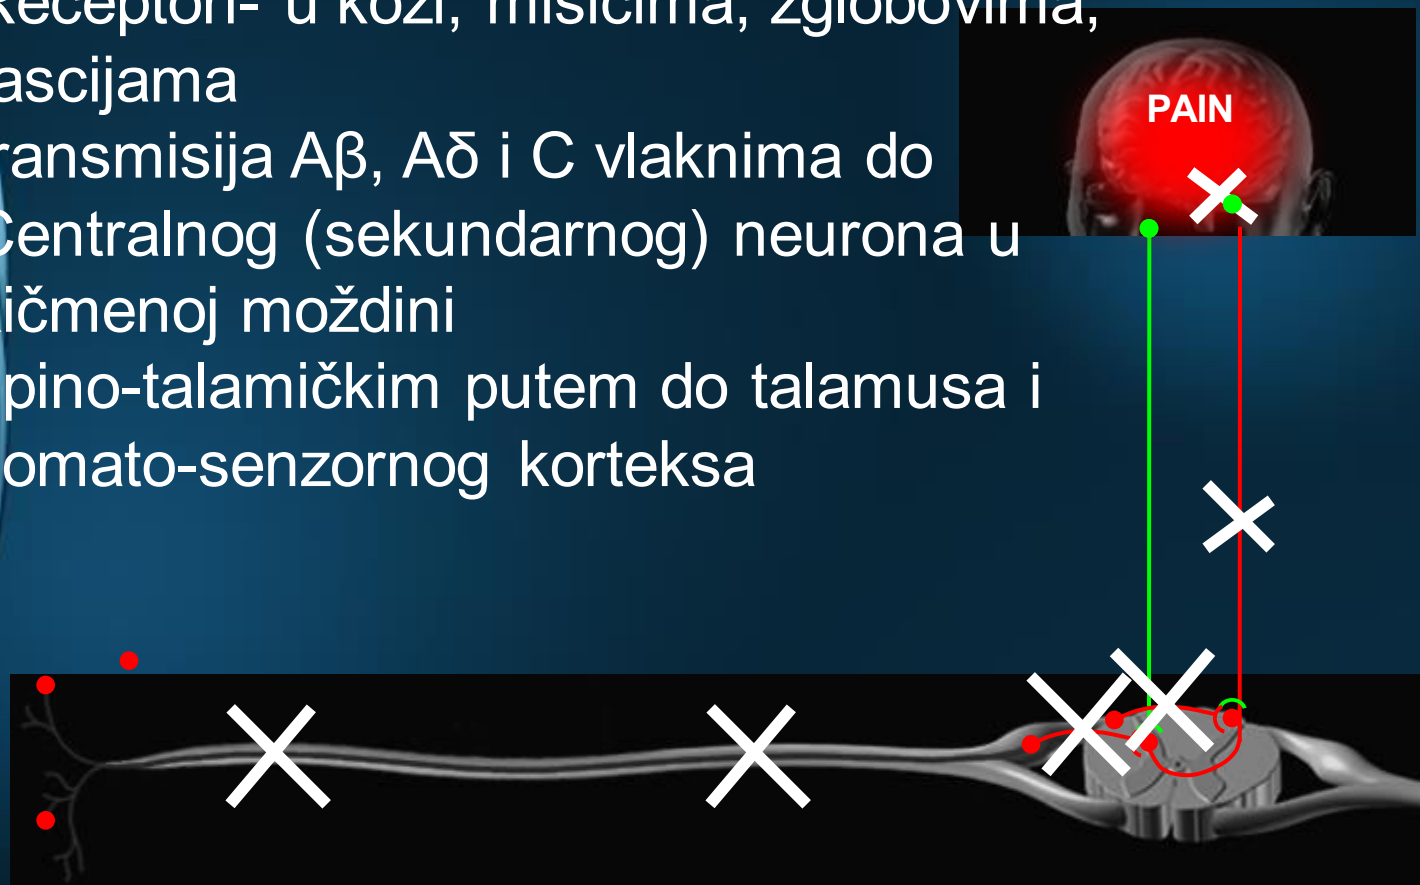 Receptori- u koži, mišićima, zglobovima,
ascijama
ransmisija Aβ, Aδ i C vlaknima do
Centralnog (sekundarnog) neurona u
ičmenoj moždini
pino-talamičkim putem do talamusa i
omato-senzornog korteksa
PAIN